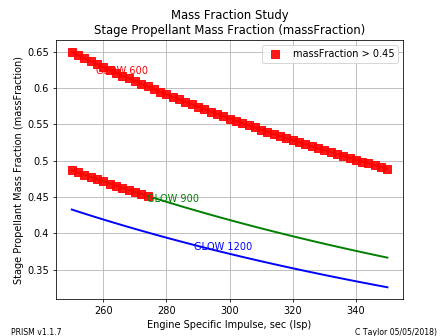 Mass Fraction Study
Stage Propellant Mass Fraction (massFraction)
massFraction > 0.45
Stage Propellant Mass Fraction (massFraction)
0.65
0.6
0.55
0.5
0.45
0.4
0.35
GLOW 600
GLOW 900
GLOW 1200
260 280 300 320 340
Engine Specific Impulse, sec (Isp)
PRISM v1.1.7 C Taylor 05/05/2018)